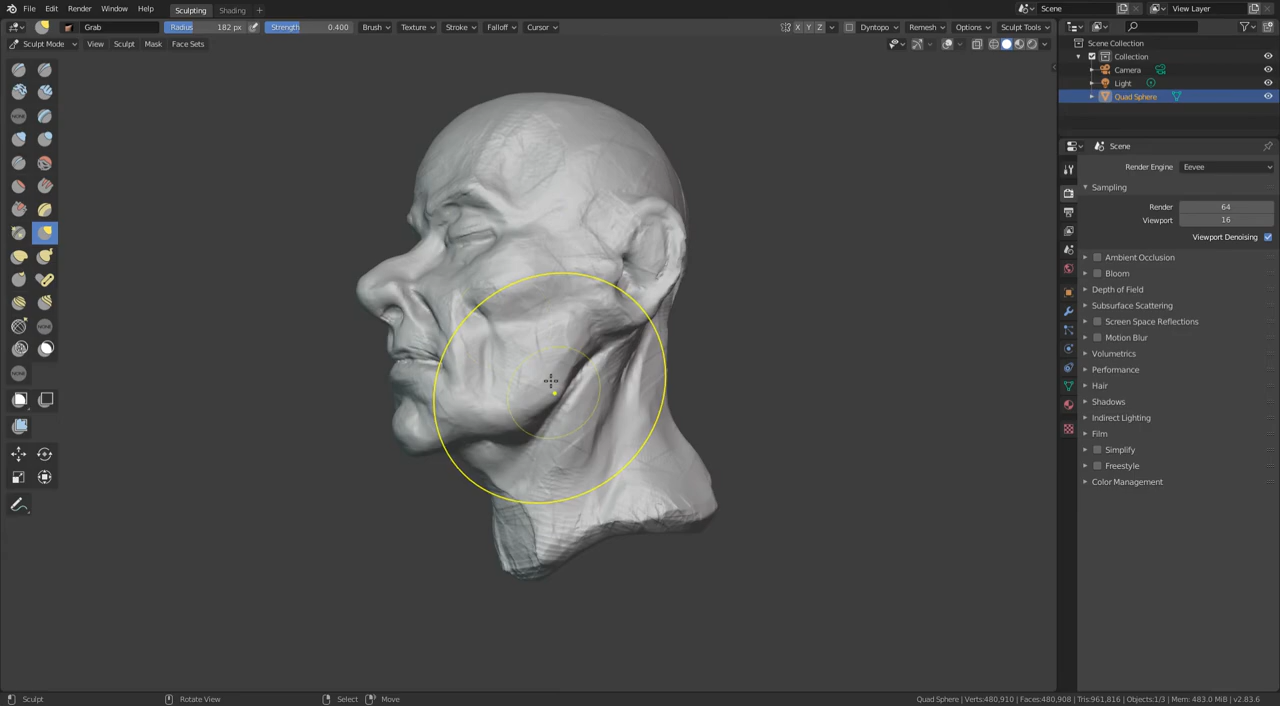 File Edit Render Window Help Sculpting Shading + Scene View Layer
Grab Radius 182 px Strength 0.400 Brush Texture Stroke Falloff Cursor X Y Z Dyntopo Remesh Options Sculpt Tools
Sculpt Mode View Sculpt Mask Face Sets
Scene Collection
Collection
Camera
Light
Quad Sphere
Scene
Render Engine Eevee
Sampling
Render 64
Viewport 16
Viewport Denoising
Ambient Occlusion
Bloom
Depth of Field
Subsurface Scattering
Screen Space Reflections
Motion Blur
Volumetrics
Performance
Hair
Shadows
Indirect Lighting
Film
Simplify
Freestyle
Color Management
NONE
NONE
NONE
Sculpt Rotate View Select Move Quad Sphere | Verts:480,910 | Faces:480,908 | Tris:961,816 | Objects:1/3 | Mem: 483.0 MiB | v2.83.6